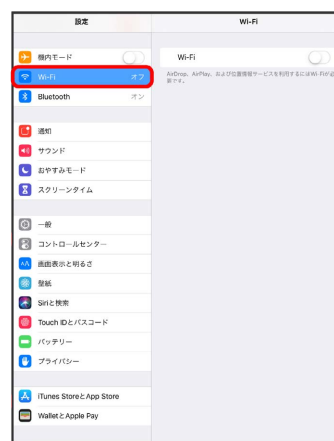 設定
Wi-Fi
機内モード
Wi-Fi
オフ
Wi-Fi
AirDrop、AirPlay、および位置情報サービスを利用するにはWi-Fiが必
要です。
Bluetooth
オン
通知
サウンド
おやすみモード
スクリーンタイム
一般
コントロールセンター
AA
画面表示と明るさ
壁紙
Siriと検索
Touch IDとパスコード
バッテリー
プライバシー
iTunes StoreとApp Store
WalletとApple Pay